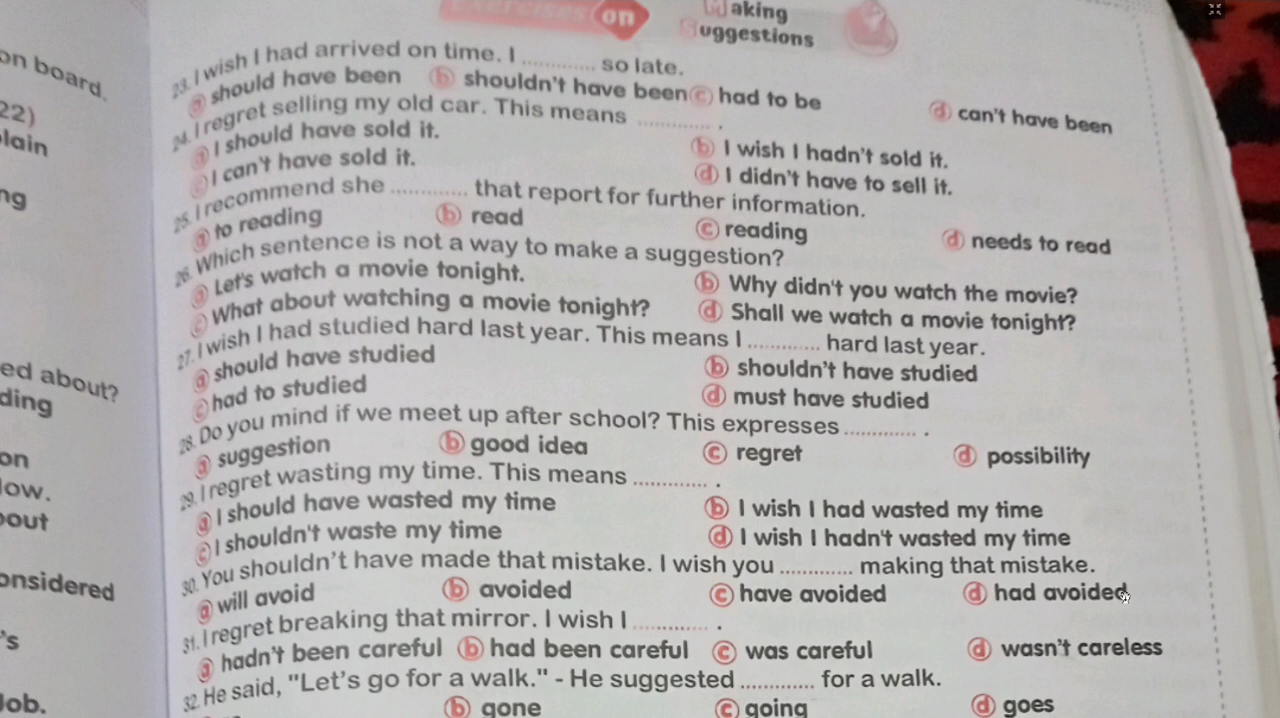 Exercises on Making
Suggestions
on board.
22)
lain
ng
ed about?
ding
on
low.
bout
onsidered
's
Job.
23. I wish I had arrived on time. I ............ so late.
a should have been b shouldn't have been c had to be d can't have been
24. I regret selling my old car. This means ............ .
a I should have sold it. b I wish I hadn't sold it.
c I can't have sold it. d I didn't have to sell it.
25. I recommend she ............ that report for further information.
a to reading b read c reading d needs to read
26. Which sentence is not a way to make a suggestion?
a Let's watch a movie tonight. b Why didn't you watch the movie?
c What about watching a movie tonight? d Shall we watch a movie tonight?
27. I wish I had studied hard last year. This means I ............ hard last year.
a should have studied b shouldn't have studied
c had to studied d must have studied
28. Do you mind if we meet up after school? This expresses ............ .
a suggestion b good idea c regret d possibility
29. I regret wasting my time. This means ............ .
a I should have wasted my time b I wish I had wasted my time
c I shouldn't waste my time d I wish I hadn't wasted my time
30. You shouldn't have made that mistake. I wish you ............ making that mistake.
a will avoid b avoided c have avoided d had avoided
31. I regret breaking that mirror. I wish I ............ .
a hadn't been careful b had been careful c was careful d wasn't careless
32. He said, "Let's go for a walk." - He suggested ............ for a walk.
b gone c going d goes